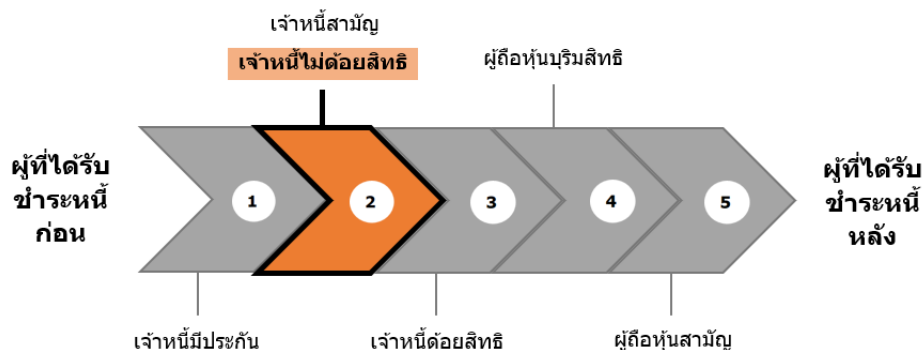 เจ้าหนี้สามัญ
เจ้าหนี้ไม่ด้อยสิทธิ
ผู้ถือหุ้นบุริมสิทธิ
ผู้ที่ได้รับ
ชำระหนี้
ก่อน
1
2
3
4
5
ผู้ที่ได้รับ
ชำระหนี้
หลัง
เจ้าหนี้มีประกัน
เจ้าหนี้ด้อยสิทธิ
ผู้ถือหุ้นสามัญ